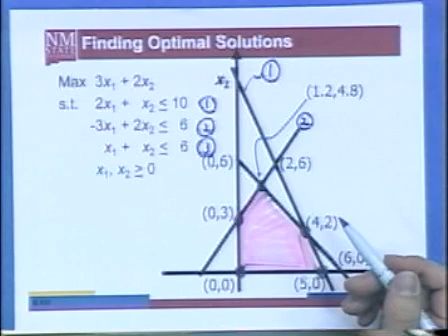 NM
STATE
Finding Optimal Solutions
Max 3x₁ + 2x₂
s.t. 2x₁ + x₂ ≤ 10 ①
-3x₁ + 2x₂ ≤ 6 ②
x₁ + x₂ ≤ 6 ③
x₁, x₂ ≥ 0
x₂
①
(1.2,4.8)
②
(0,6)
(2,6)
(0,3)
(4,2)
(6,0
(0,0)
(5,0)